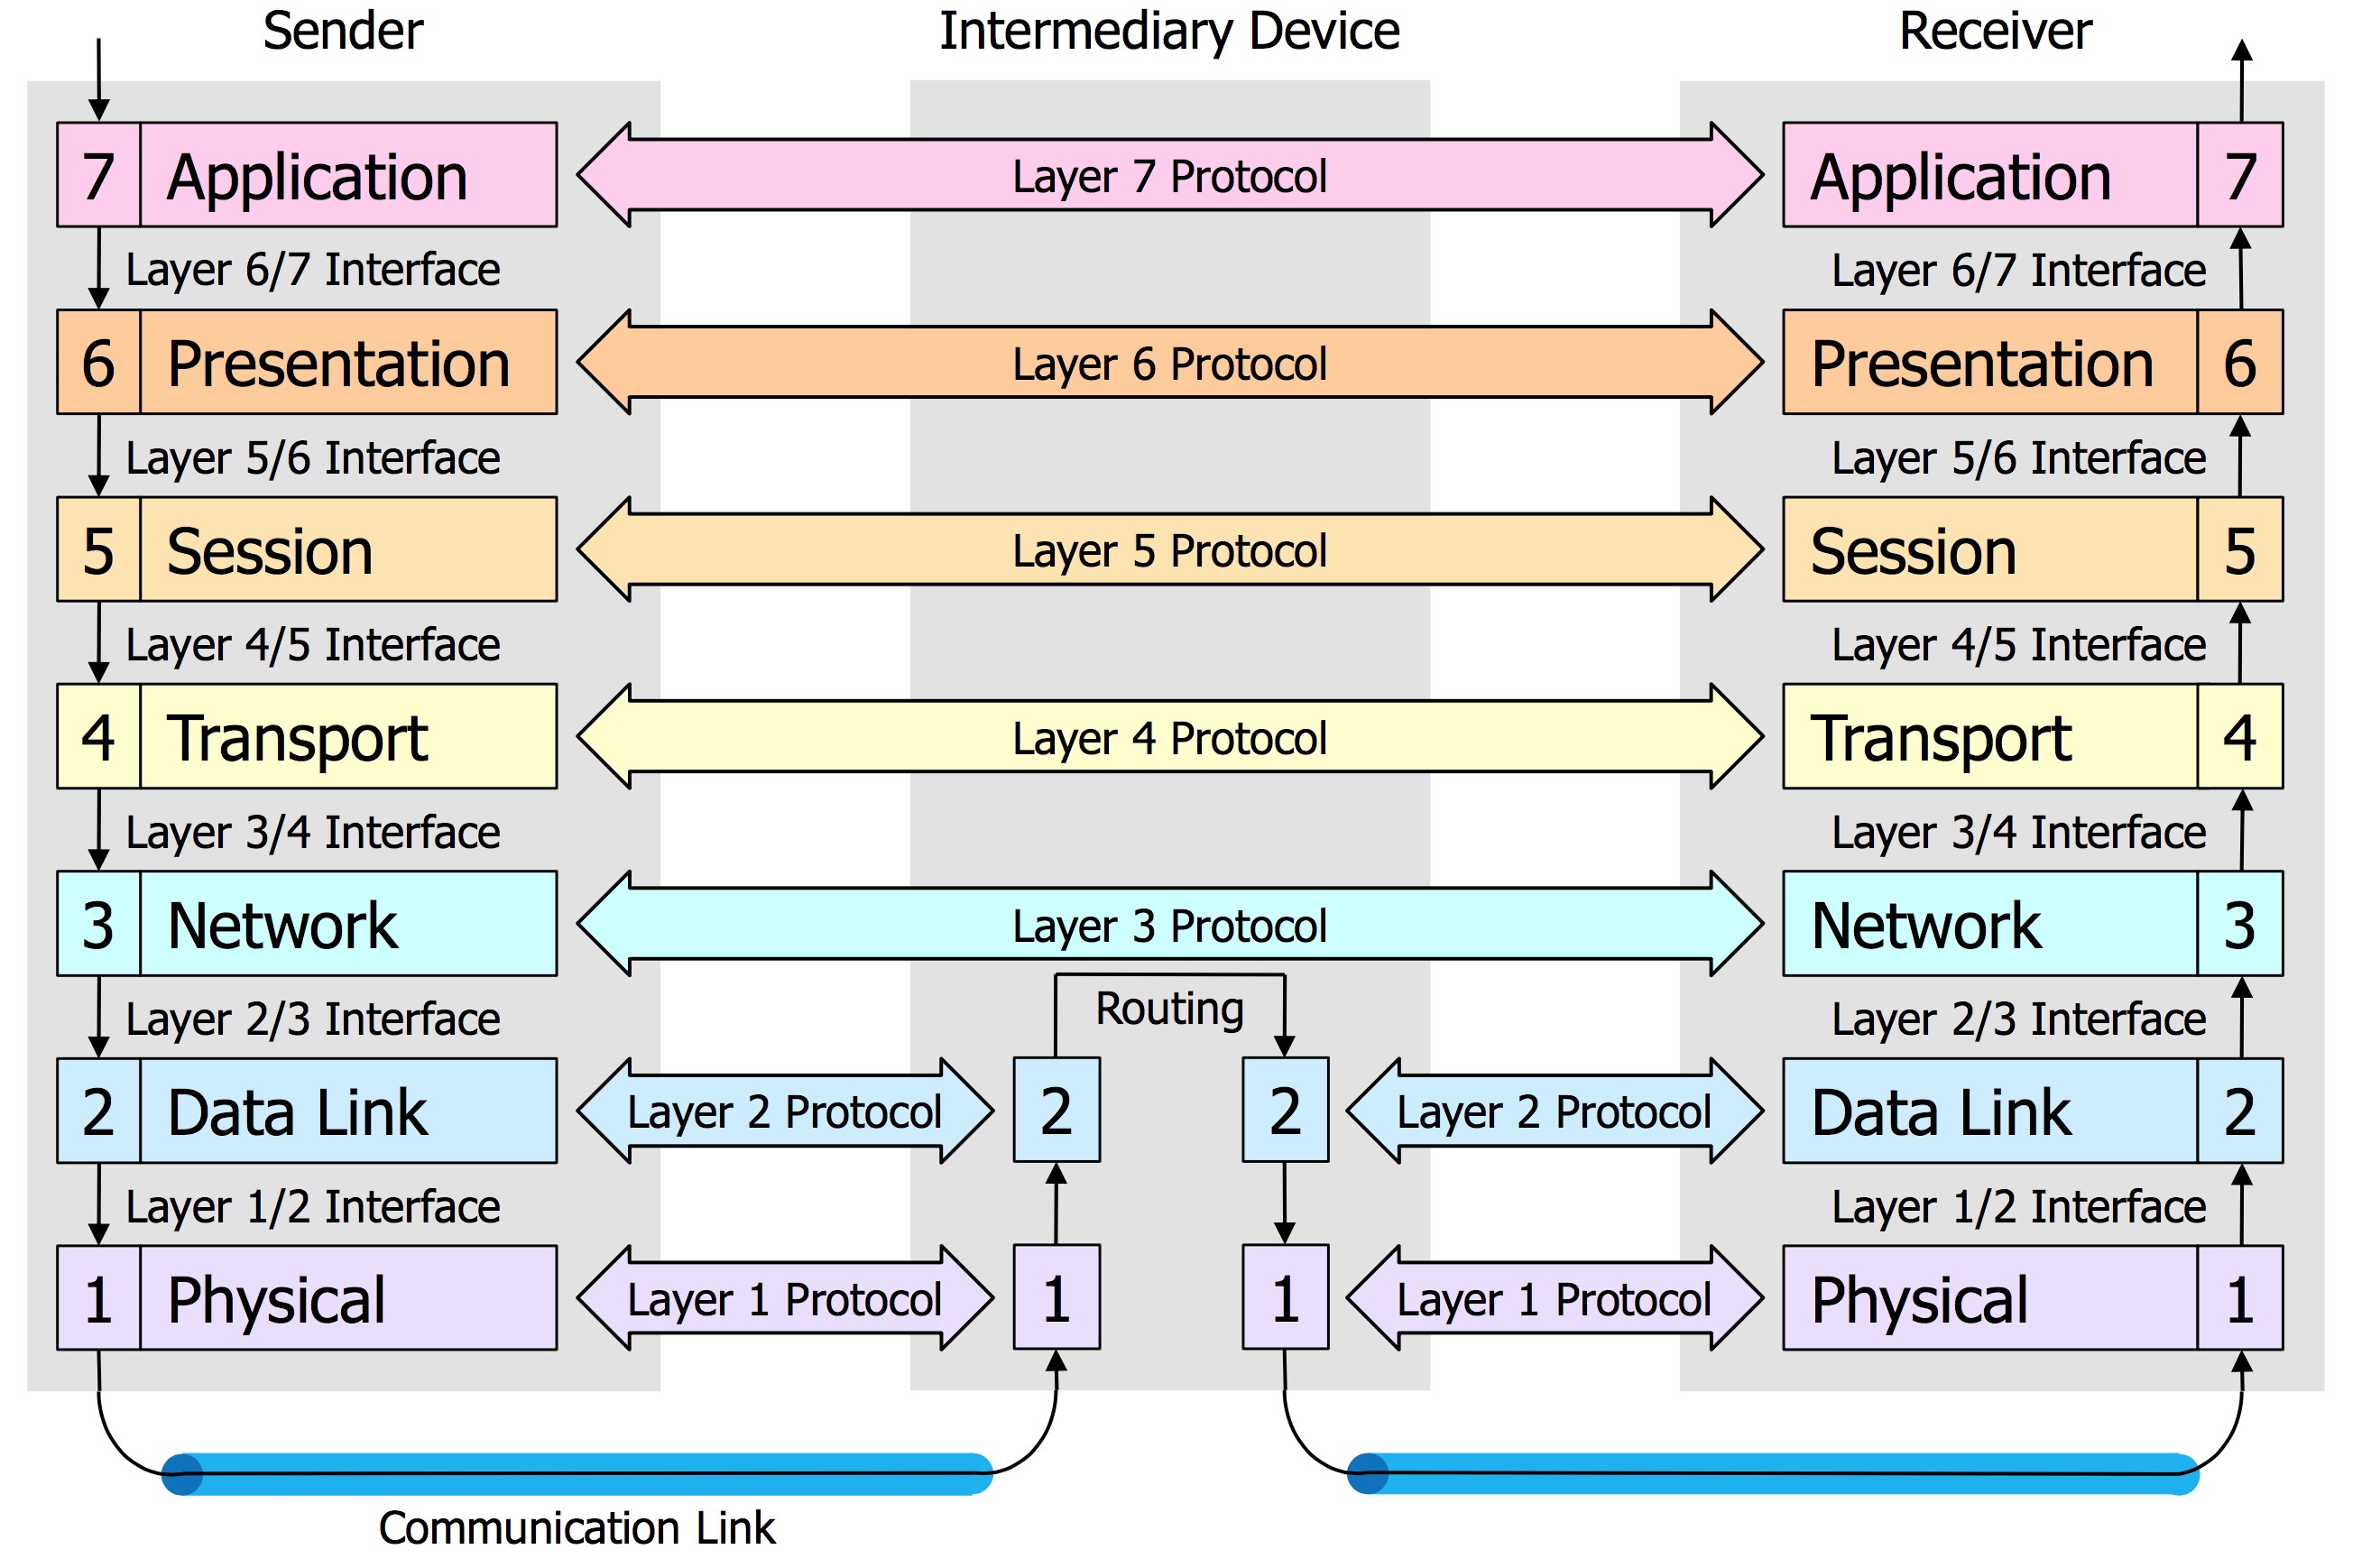 Sender
Intermediary Device
Receiver
7 Application
Layer 7 Protocol
Application 7
Layer 6/7 Interface
Layer 6/7 Interface
6 Presentation
Layer 6 Protocol
Presentation 6
Layer 5/6 Interface
Layer 5/6 Interface
5 Session
Layer 5 Protocol
Session 5
Layer 4/5 Interface
Layer 4/5 Interface
4 Transport
Layer 4 Protocol
Transport 4
Layer 3/4 Interface
Layer 3/4 Interface
3 Network
Layer 3 Protocol
Network 3
Layer 2/3 Interface
Routing
Layer 2/3 Interface
2 Data Link
Layer 2 Protocol
2
2
Layer 2 Protocol
Data Link 2
Layer 1/2 Interface
Layer 1/2 Interface
1 Physical
Layer 1 Protocol
1
1
Layer 1 Protocol
Physical 1
Communication Link